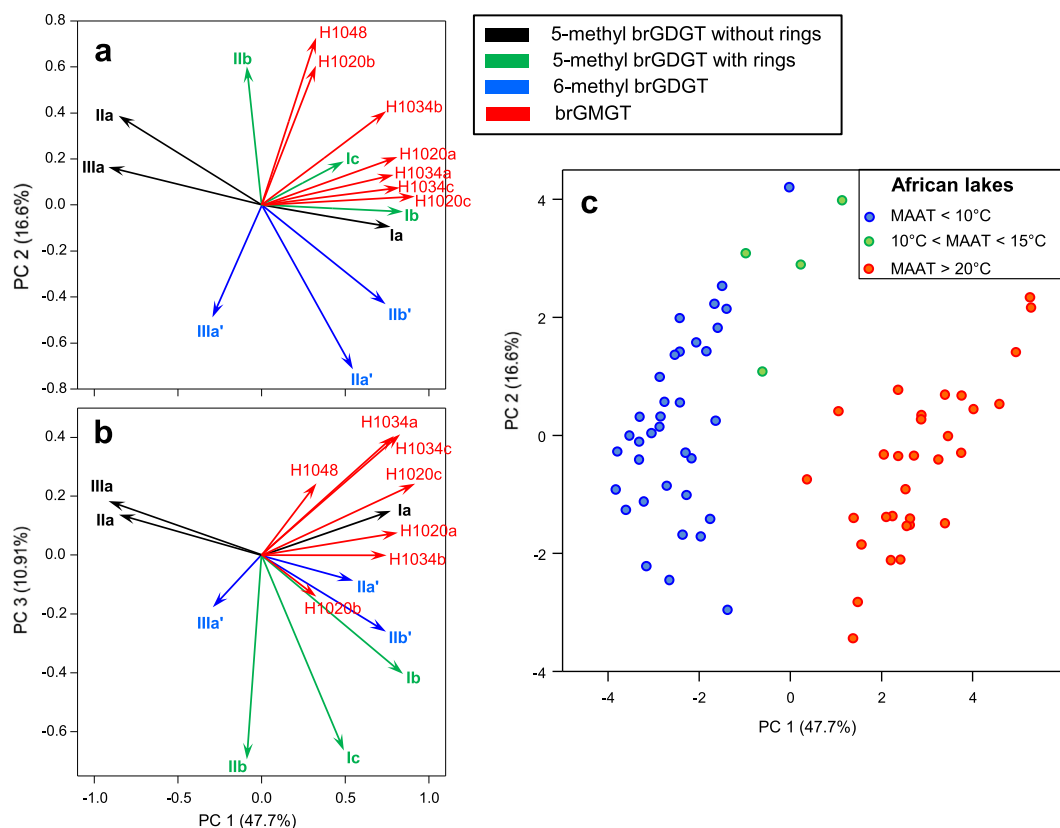 a
0.8
0.6
0.4
0.2
0.0
-0.2
-0.4
-0.6
-0.8
PC 2 (16.6%)
H1048
H1020b
IIb
H1034b
IIa
H1020a
Ic
IIIa
H1034a
H1034c
H1020c
Ib
Ia
IIb'
IIIa'
IIa'
5-methyl brGDGT without rings
5-methyl brGDGT with rings
6-methyl brGDGT
brGMGT
b
0.4
0.2
0.0
-0.2
-0.4
-0.6
PC 3 (10.91%)
H1034a
H1034c
H1048
H1020c
IIIa
Ia
IIa
H1020a
H1034b
IIa'
H1020b
IIIa'
IIb'
Ib
Ic
IIb
-1.0
-0.5
0.0
0.5
1.0
PC 1 (47.7%)
c
African lakes
MAAT < 10°C
10°C < MAAT < 15°C
MAAT > 20°C
4
2
0
-2
-4
PC 2 (16.6%)
-4
-2
0
2
4
PC 1 (47.7%)